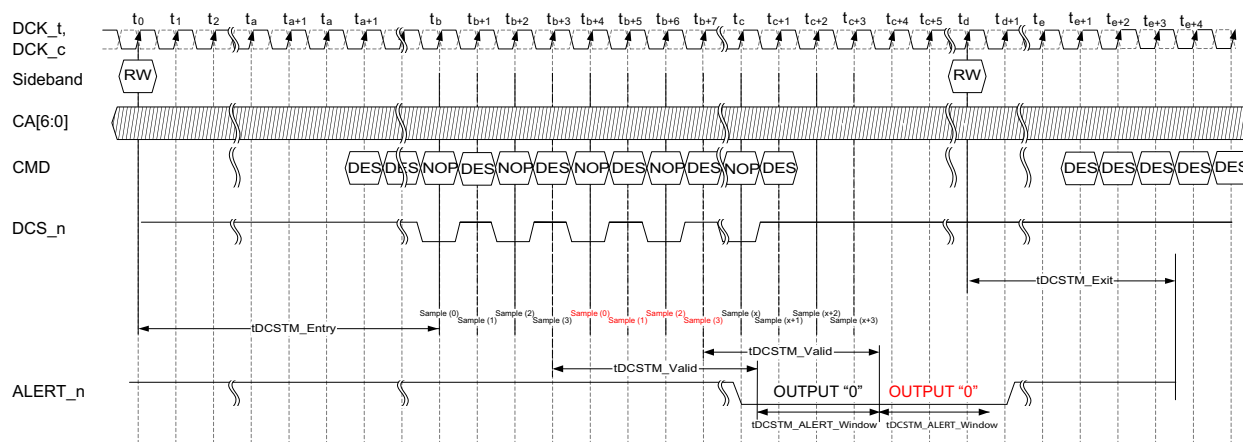 t0 t1 t2 ta ta+1 ta ta+1 tb tb+1 tb+2 tb+3 tb+4 tb+5 tb+6 tb+7 tc tc+1 tc+2 tc+3 tc+4 tc+5 td td+1 te te+1 te+2 te+3 te+4
DCK_t,
DCK_c
Sideband RW RW
CA[6:0]
CMD DES DES NOP DES NOP DES NOP DES NOP DES NOP DES DES DES DES DES DES
DCS_n
tDCSTM_Exit
Sample (0) Sample (2) Sample (0) Sample (2) Sample (x) Sample (x+2)
Sample (1) Sample (3) Sample (1) Sample (3) Sample (x+1) Sample (x+3)
tDCSTM_Entry
tDCSTM_Valid
tDCSTM_Valid
ALERT_n OUTPUT “0” OUTPUT “0”
tDCSTM_ALERT_Window tDCSTM_ALERT_Window